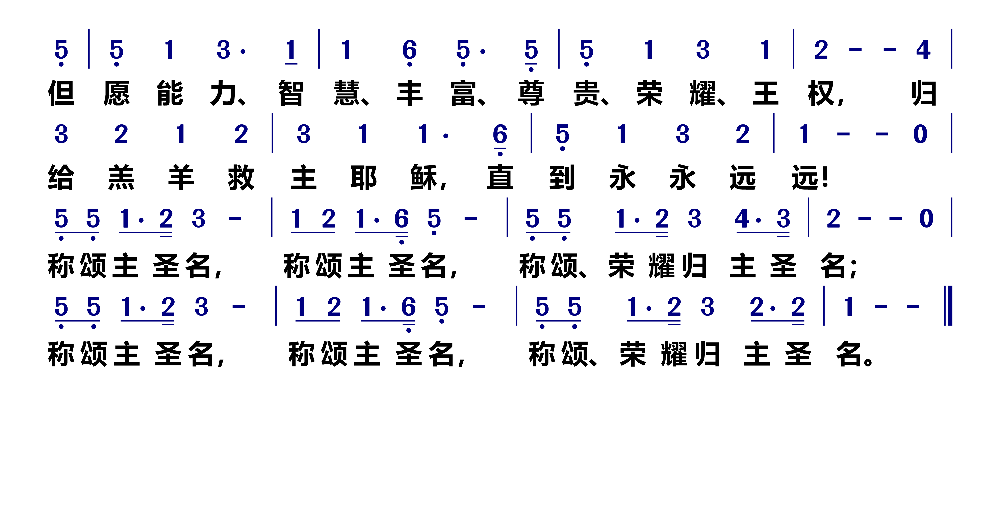 5 | 5 1 3 · 1 | 1 6 5 · 5 | 5 1 3 1 | 2 - - 4 |
但 愿 能 力、 智 慧、 丰 富、 尊 贵、 荣 耀、 王 权, 归
3 2 1 2 | 3 1 1 · 6 | 5 1 3 2 | 1 - - 0 |
给 羔 羊 救 主 耶 稣, 直 到 永 永 远 远!
5 5 1 · 2 3 - | 1 2 1 · 6 5 - | 5 5 1 · 2 3 4 · 3 | 2 - - 0 |
称 颂 主 圣 名, 称 颂 主 圣 名, 称 颂、 荣 耀 归 主 圣 名;
5 5 1 · 2 3 - | 1 2 1 · 6 5 - | 5 5 1 · 2 3 2 · 2 | 1 - - ‖
称 颂 主 圣 名, 称 颂 主 圣 名, 称 颂、 荣 耀 归 主 圣 名。